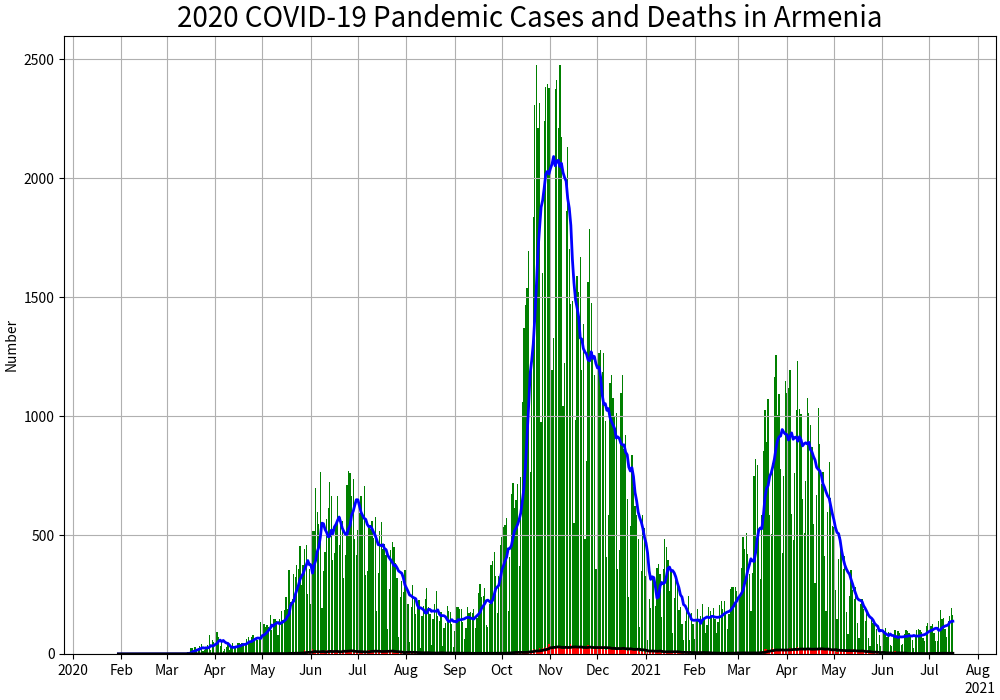 2020 COVID-19 Pandemic Cases and Deaths in Armenia
Number
2500
2000
1500
1000
500
0
2020 Feb Mar Apr May Jun Jul Aug Sep Oct Nov Dec 2021 Feb Mar Apr May Jun Jul Aug
2021